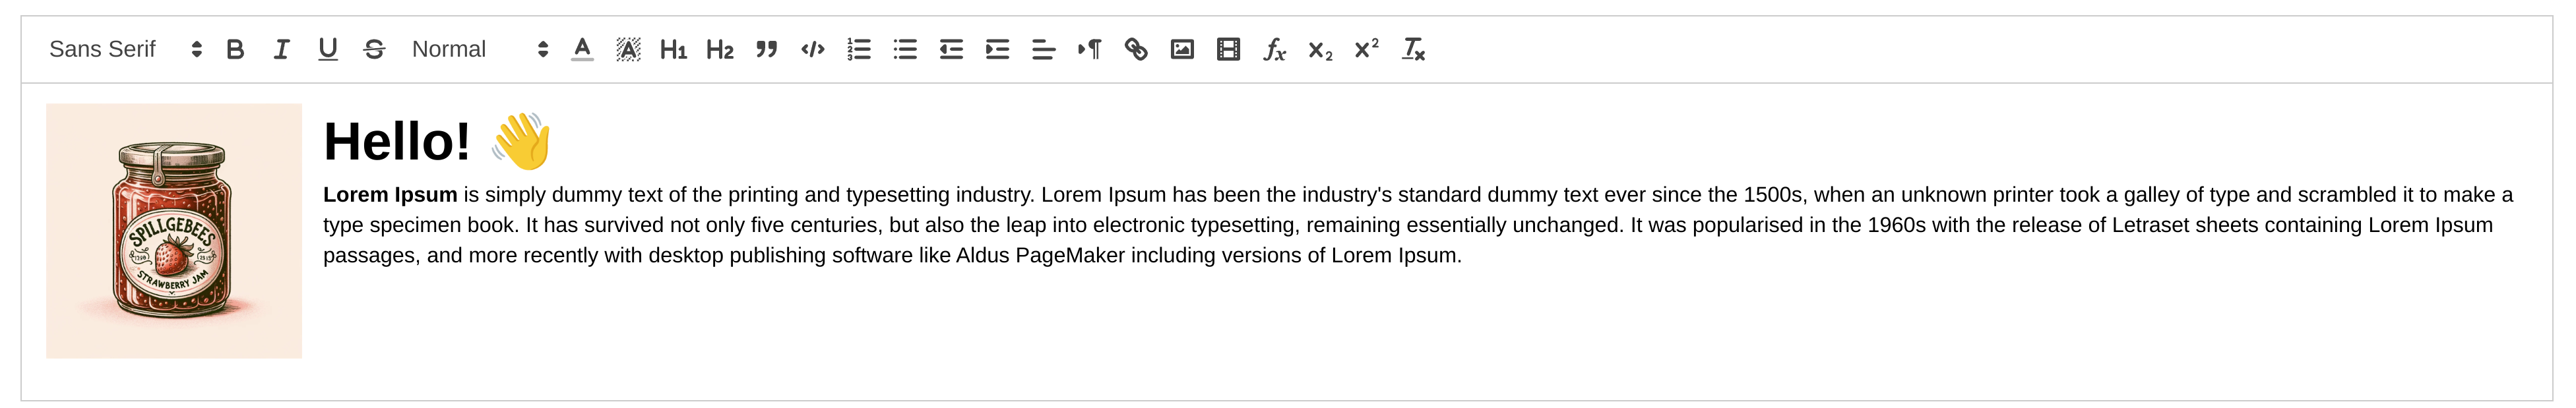 Sans Serif B I U S Normal A A H1 H2 ” </> fx x₂ x² Tx
SPILLGEBEES
STRAWBERRY JAM
Hello! 👋
Lorem Ipsum is simply dummy text of the printing and typesetting industry. Lorem Ipsum has been the industry's standard dummy text ever since the 1500s, when an unknown printer took a galley of type and scrambled it to make a
type specimen book. It has survived not only five centuries, but also the leap into electronic typesetting, remaining essentially unchanged. It was popularised in the 1960s with the release of Letraset sheets containing Lorem Ipsum
passages, and more recently with desktop publishing software like Aldus PageMaker including versions of Lorem Ipsum.